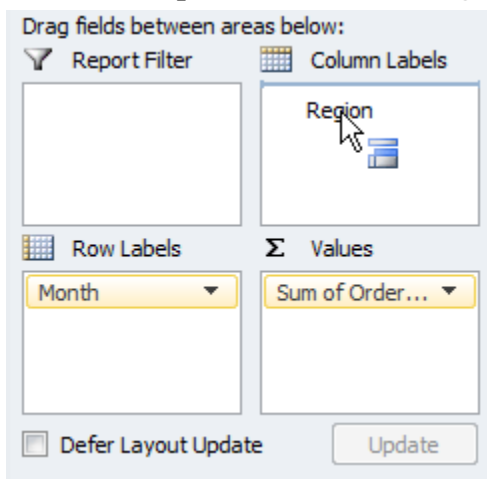 Drag fields between areas below:
Report Filter
Column Labels
Region
Row Labels
Σ Values
Month
Sum of Order...
Defer Layout Update
Update